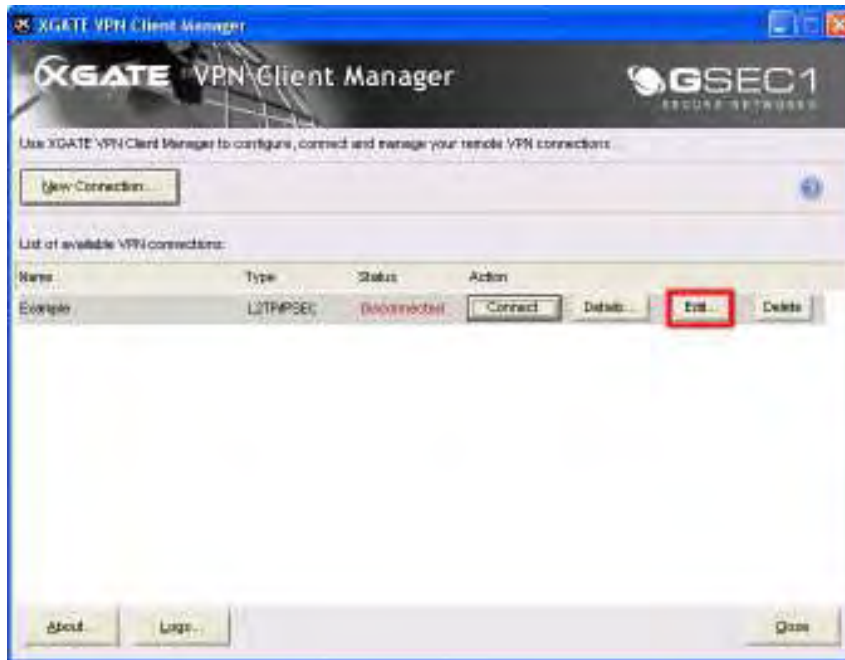 XGATE VPN Client Manager
XGATE VPN Client Manager
GSEC1
SECURE NETWORKS
Use XGATE VPN Client Manager to configure, connect and manage your remote VPN connections
New Connection...
List of available VPN connections:
Name Type Status Action
Example L2TP/IPSEC Disconnected Connect Details... Edit... Delete
About... Logs... Close